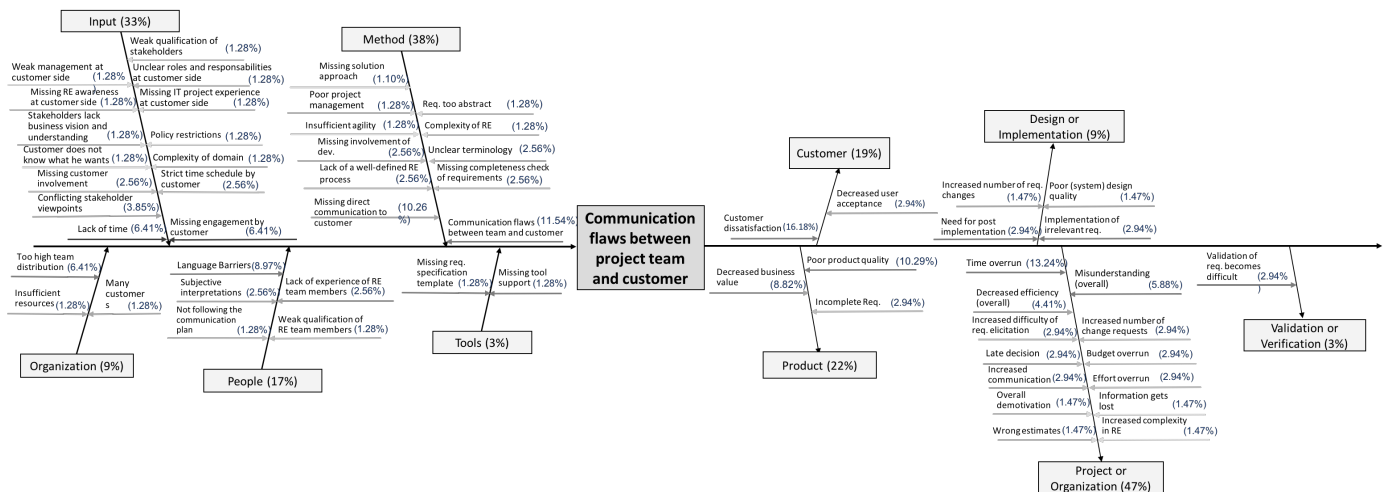 Input (33%)
Weak qualification of
stakeholders
(1.28%)
Weak management at
customer side
(1.28%
)
Unclear roles and responsabilities
at customer side
(1.28%)
Missing RE awareness
at customer side
(1.28%)
Missing IT project experience
at customer side
(1.28%)
Stakeholders lack
business vision and
understanding
(1.28%)
Policy restrictions
(1.28%)
Customer does not
know what he wants
(1.28%)
Complexity of domain
(1.28%)
Missing customer
involvement
(2.56%)
Strict time schedule by
customer
(2.56%)
Conflicting stakeholder
viewpoints
(3.85%)
Lack of time
(6.41%)
Missing engagement by
customer
(6.41%)
Method (38%)
Missing solution
approach
(1.10%)
Poor project
management
(1.28%)
Req. too abstract
(1.28%)
Insufficient agility
(1.28%)
Complexity of RE
(1.28%)
Missing involvement of
dev.
(2.56%)
Unclear terminology
(2.56%)
Lack of a well-defined RE
process
(2.56%)
Missing completeness check
of requirements
(2.56%)
Missing direct
communication to
customer
(10.26
%)
Communication flaws
between team and customer
(11.54%)
Too high team
distribution
(6.41%)
Insufficient
resources
(1.28%)
Many
customer
s
(1.28%)
Organization (9%)
Language Barriers
(8.97%)
Subjective
interpretations
(2.56%)
Lack of experience of RE
team members
(2.56%)
Not following the
communication
plan
(1.28%)
Weak qualification of
RE team members
(1.28%)
People (17%)
Missing req.
specification
template
(1.28%)
Missing tool
support
(1.28%)
Tools (3%)
Communication
flaws between
project team
and customer
Customer (19%)
Decreased user
acceptance
(2.94%)
Customer
dissatisfaction
(16.18%)
Decreased business
value
(8.82%)
Poor product quality
(10.29%)
Incomplete Req.
(2.94%)
Product (22%)
Design or
Implementation (9%)
Increased number of req.
changes
(1.47%)
Poor (system) design
quality
(1.47%)
Need for post
implementation
(2.94%)
Implementation of
irrelevant req.
(2.94%)
Time overrun
(13.24%)
Misunderstanding
(overall)
(5.88%)
Decreased efficiency
(overall)
(4.41%)
Increased difficulty of
req. elicitation
(2.94%)
Increased number of
change requests
(2.94%)
Late decision
(2.94%)
Budget overrun
(2.94%)
Increased
communication
(2.94%)
Effort overrun
(2.94%)
Overall
demotivation
(1.47%)
Information gets
lost
(1.47%)
Wrong estimates
(1.47%)
Increased complexity
in RE
(1.47%)
Project or
Organization (47%)
Validation of
req. becomes
difficult
(2.94%
)
Validation or
Verification (3%)